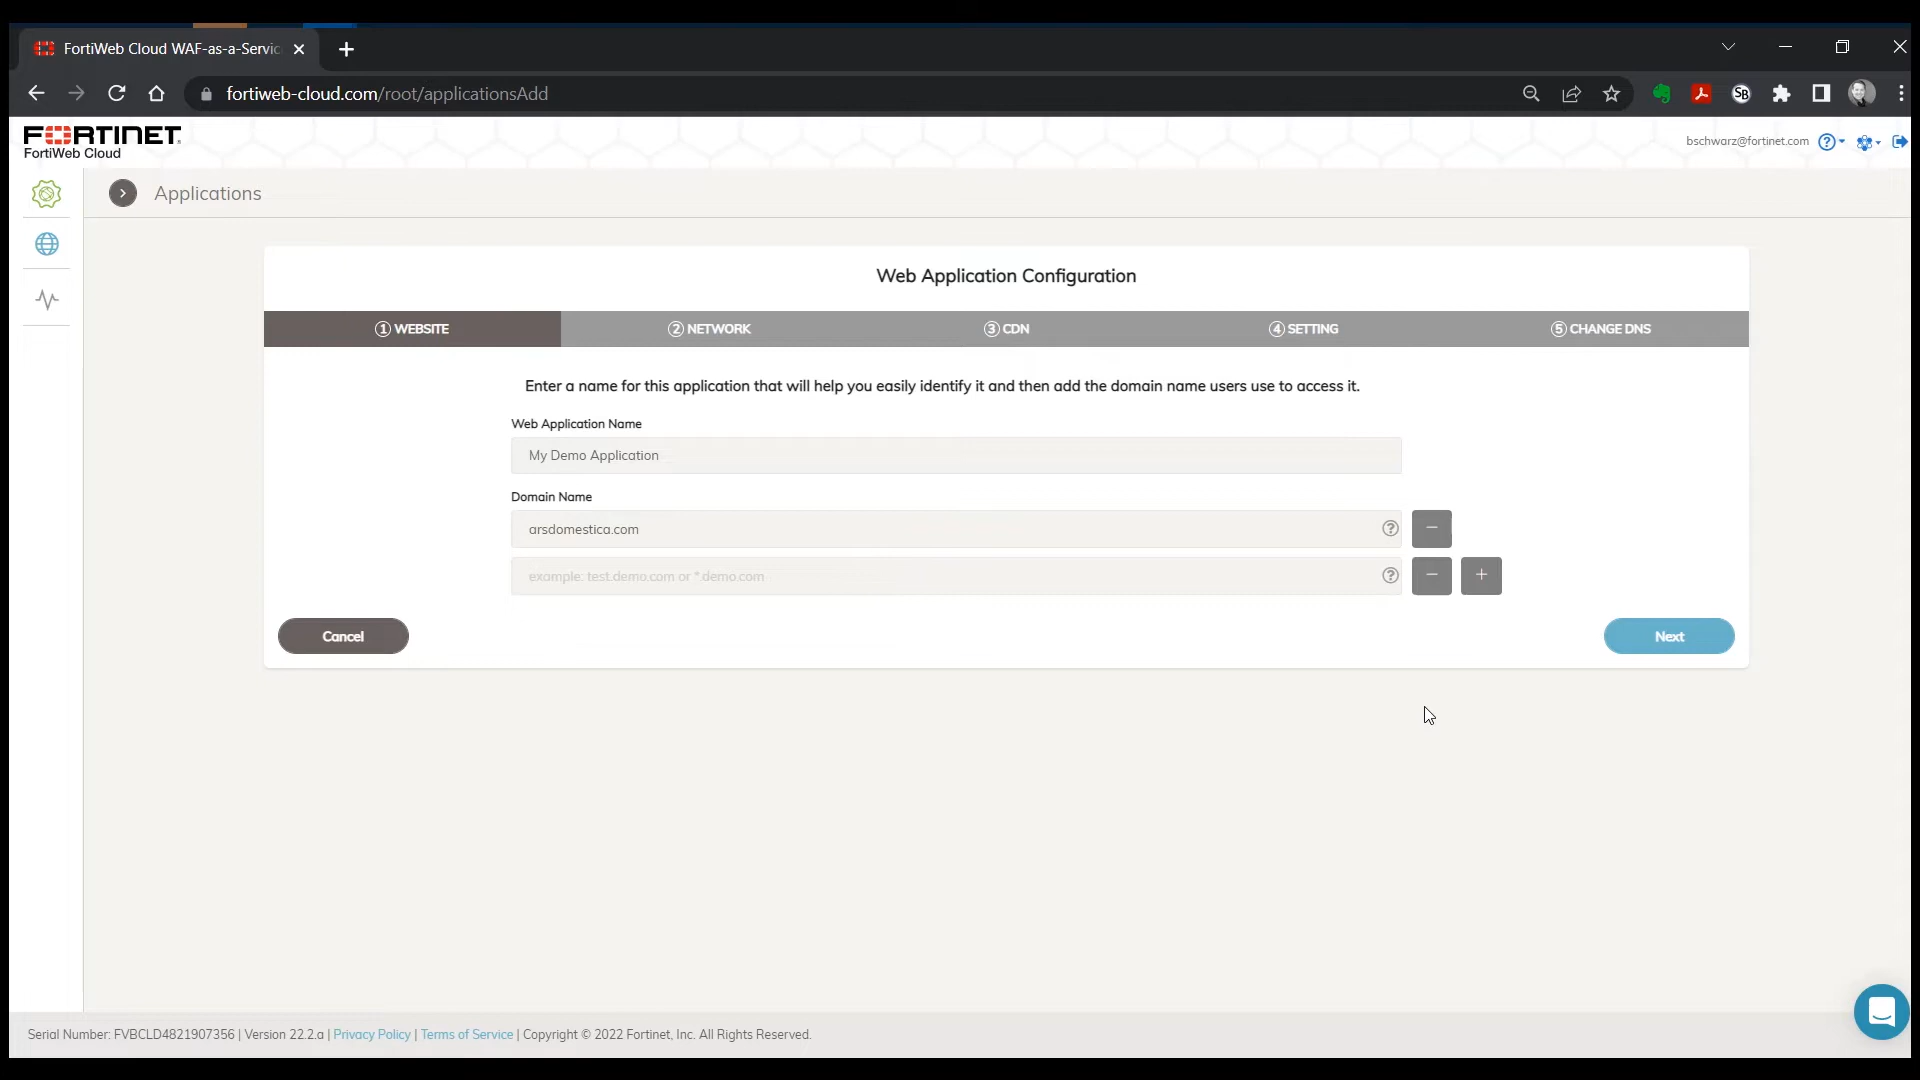 FortiWeb Cloud WAF-as-a-Servic
fortiweb-cloud.com/root/applicationsAdd
SB
FORTINET
FortiWeb Cloud
bschwarz@fortinet.com
Applications
Web Application Configuration
1 WEBSITE
2 NETWORK
3 CDN
4 SETTING
5 CHANGE DNS
Enter a name for this application that will help you easily identify it and then add the domain name users use to access it.
Web Application Name
My Demo Application
Domain Name
arsdomestica.com
example: test.demo.com or *.demo.com
Cancel
Next
Serial Number: FVBCLD4821907356 | Version 22.2.a | Privacy Policy | Terms of Service | Copyright © 2022 Fortinet, Inc. All Rights Reserved.